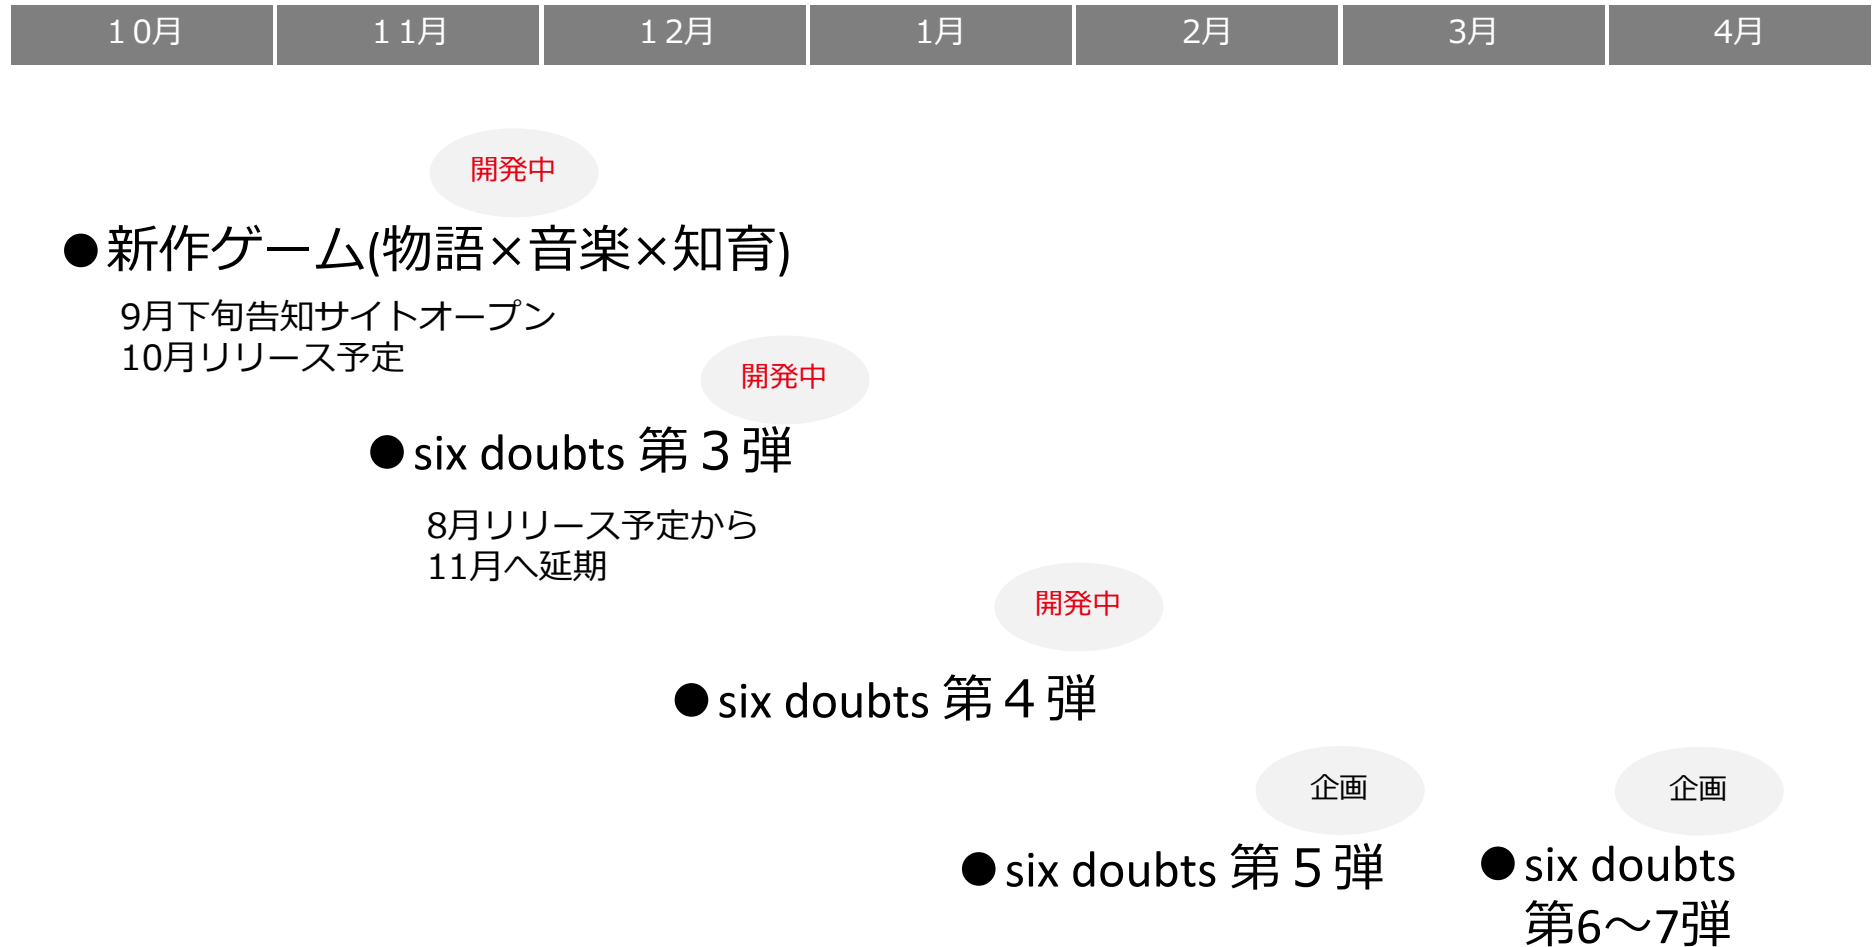 １０月
１１月
１２月
1月
2月
3月
4月
開発中
●新作ゲーム(物語×音楽×知育)
9月下旬告知サイトオープン
10月リリース予定
開発中
●six doubts 第３弾
8月リリース予定から
11月へ延期
開発中
●six doubts 第４弾
企画
●six doubts 第５弾
企画
●six doubts
第6～7弾